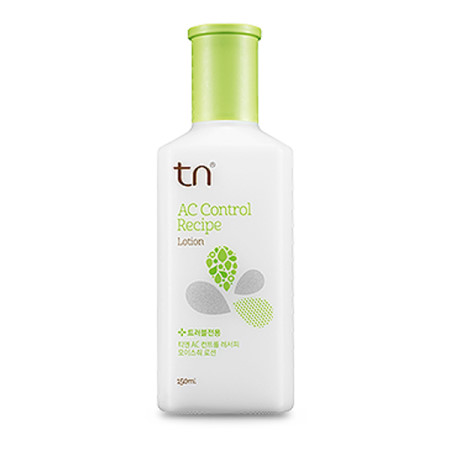 tn®
AC Control
Recipe
Lotion
트러블전용
티엔 AC 컨트롤 레시피
모이스춰 로션
150ml